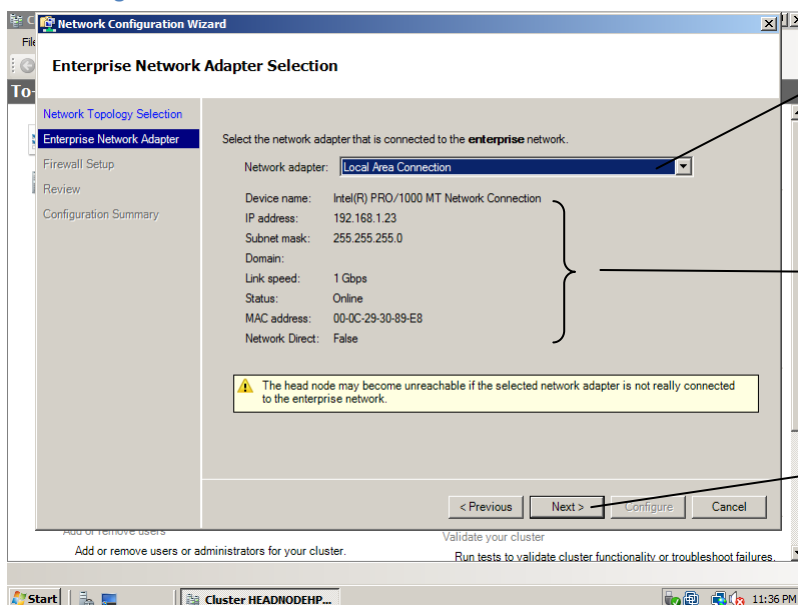 Network Configuration Wizard
Enterprise Network Adapter Selection
Network Topology Selection
Enterprise Network Adapter
Firewall Setup
Review
Configuration Summary
Select the network adapter that is connected to the enterprise network.
Network adapter: Local Area Connection
Device name: Intel(R) PRO/1000 MT Network Connection
IP address: 192.168.1.23
Subnet mask: 255.255.255.0
Domain:
Link speed: 1 Gbps
Status: Online
MAC address: 00-0C-29-30-89-E8
Network Direct: False
The head node may become unreachable if the selected network adapter is not really connected
to the enterprise network.
< Previous Next > Configure Cancel
Add or remove users
Validate your cluster
Add or remove users or administrators for your cluster.
Run tests to validate cluster functionality or troubleshoot failures.
Start Cluster HEADNODEHP... 11:36 PM